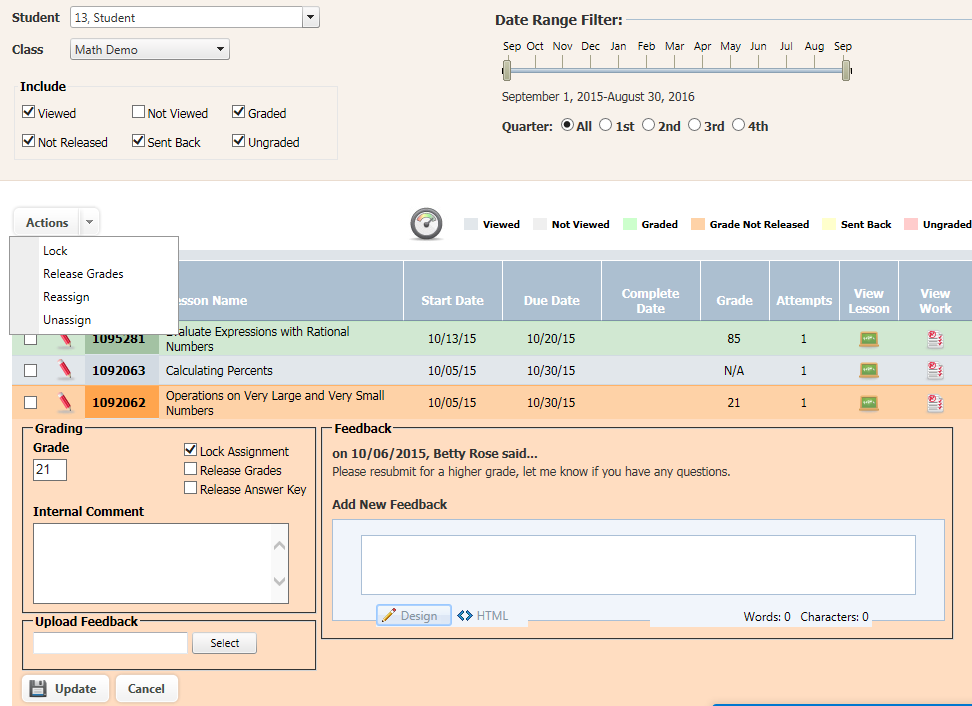 Student 13, Student
Class Math Demo
Include
Viewed Not Viewed Graded
Not Released Sent Back Ungraded
Date Range Filter:
Sep Oct Nov Dec Jan Feb Mar Apr May Jun Jul Aug Sep
September 1, 2015-August 30, 2016
Quarter: All 1st 2nd 3rd 4th
Actions
Viewed Not Viewed Graded Grade Not Released Sent Back Ungraded
Lock
Release Grades
Reassign
Unassign
esson Name Start Date Due Date Complete Date Grade Attempts View Lesson View Work
1095281 Evaluate Expressions with Rational Numbers 10/13/15 10/20/15 85 1
1092063 Calculating Percents 10/05/15 10/30/15 N/A 1
1092062 Operations on Very Large and Very Small Numbers 10/05/15 10/30/15 21 1
Grading
Grade
21
Lock Assignment
Release Grades
Release Answer Key
Internal Comment
Upload Feedback
Select
Feedback
on 10/06/2015, Betty Rose said...
Please resubmit for a higher grade, let me know if you have any questions.
Add New Feedback
Design HTML Words: 0 Characters: 0
Update Cancel